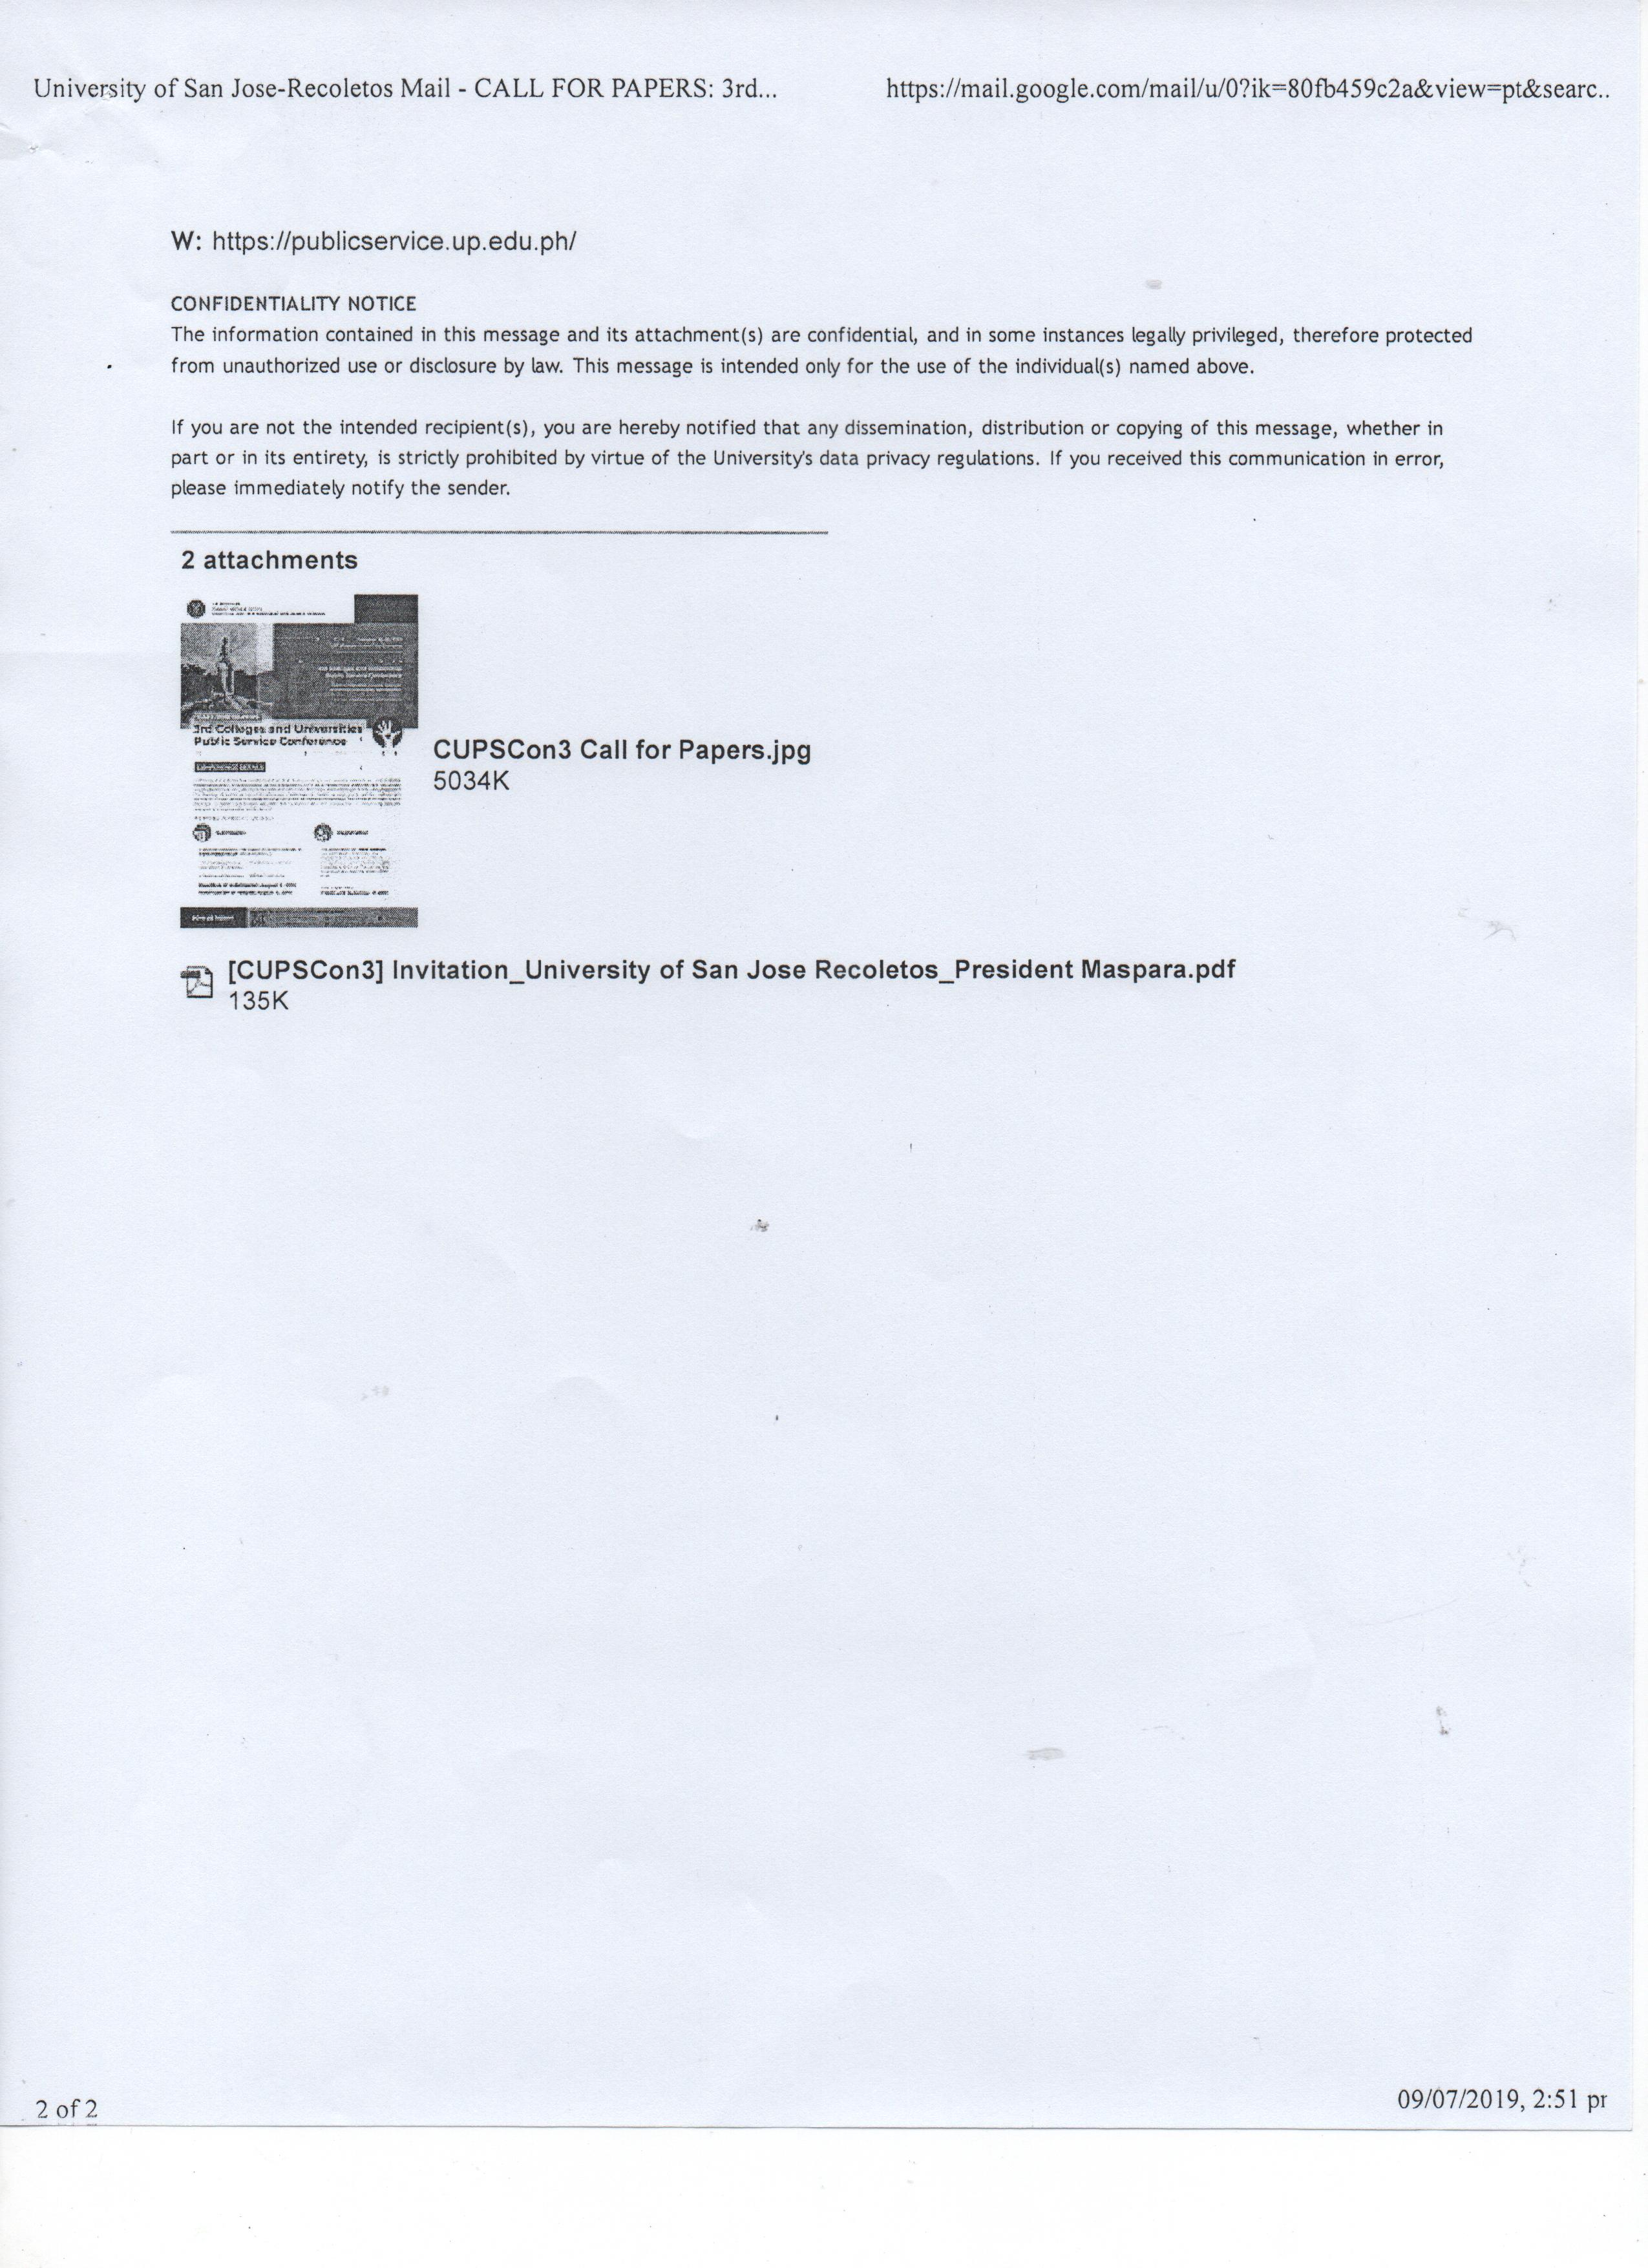 University of San Jose-Recoletos Mail - CALL FOR PAPERS: 3rd...
https://mail.google.com/mail/u/0?ik=80fb459c2a&view=pt&searc..
W: https://publicservice.up.edu.ph/
CONFIDENTIALITY NOTICE
The information contained in this message and its attachment(s) are confidential, and in some instances legally privileged, therefore protected
from unauthorized use or disclosure by law. This message is intended only for the use of the individual(s) named above.
If you are not the intended recipient(s), you are hereby notified that any dissemination, distribution or copying of this message, whether in
part or in its entirety, is strictly prohibited by virtue of the University's data privacy regulations. If you received this communication in error,
please immediately notify the sender.
2 attachments
3rd Colleges and Universities
Public Service Conference
CUPSCon3 Call for Papers.jpg
5034K
[CUPSCon3] Invitation_University of San Jose Recoletos_President Maspara.pdf
135K
2 of 2
09/07/2019, 2:51 pr